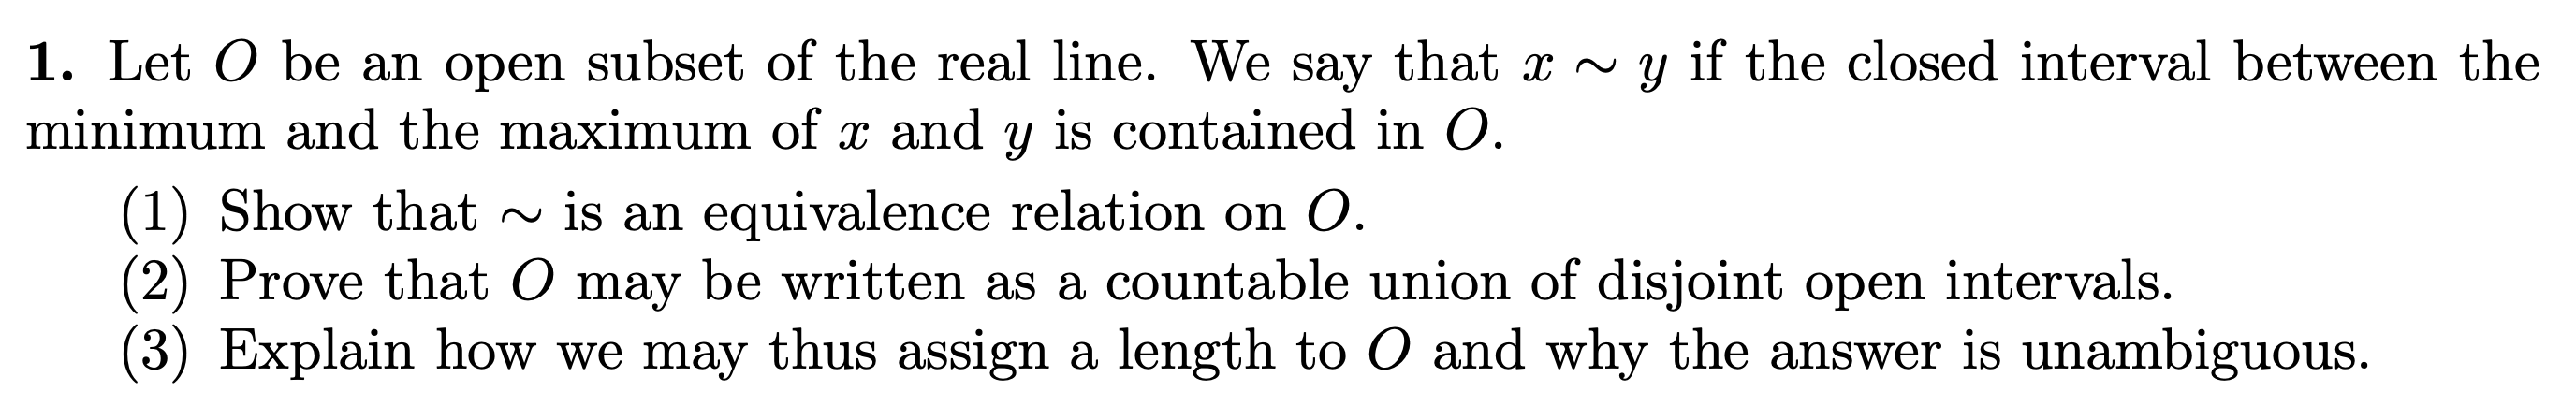 1. Let O be an open subset of the real line. We say that x ∼ y if the closed interval between the
minimum and the maximum of x and y is contained in O.
(1) Show that ∼ is an equivalence relation on O.
(2) Prove that O may be written as a countable union of disjoint open intervals.
(3) Explain how we may thus assign a length to O and why the answer is unambiguous.